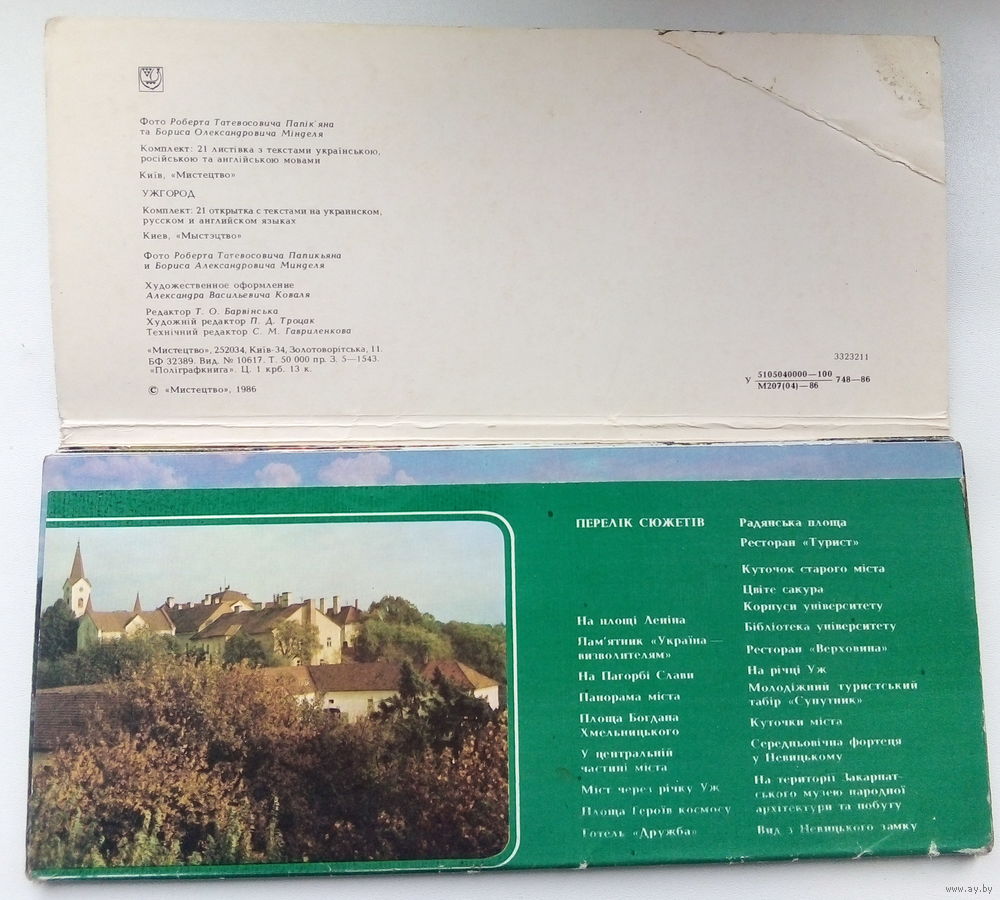 Фото Роберта Татевосовича Папік'яна
та Бориса Олександровича Мінделя
Комплект: 21 листівка з текстами українською,
російською та англійською мовами
Київ, «Мистецтво»
УЖГОРОД
Комплект: 21 открытка с текстами на украинском,
русском и английском языках
Киев, «Мыстэцтво»
Фото Роберта Татевосовича Папикьяна
и Бориса Александровича Минделя
Художественное оформление
Александра Васильевича Коваля
Редактор Т. О. Барвінська
Художній редактор П. Д. Троцак
Технічний редактор С. М. Гавриленкова
«Мистецтво», 252034, Київ-34, Золотоворітська, 11.
БФ 32389. Вид. № 10617. Т. 50 000 пр. З. 5—1543.
«Поліграфкнига». Ц. 1 крб. 13 к.
© «Мистецтво», 1986
3323211
У 5105040000—100 748—86
М207(04)—86
ПЕРЕЛІК СЮЖЕТІВ
На площі Леніна
Пам'ятник «Україна —
визволителям»
На Пагорбі Слави
Панорама міста
Площа Богдана
Хмельницького
У центральній
частині міста
Міст через річку Уж
Площа Героїв космосу
Готель «Дружба»
Радянська площа
Ресторан «Турист»
Куточок старого міста
Цвіте сакура
Корпуси університету
Бібліотека університету
Ресторан «Верховина»
На річці Уж
Молодіжний туристський
табір «Супутник»
Куточки міста
Середньовічна фортеця
у Невицькому
На території Закарпат-
ського музею народної
архітектури та побуту
Вид з Невицького замку
www.ay.by